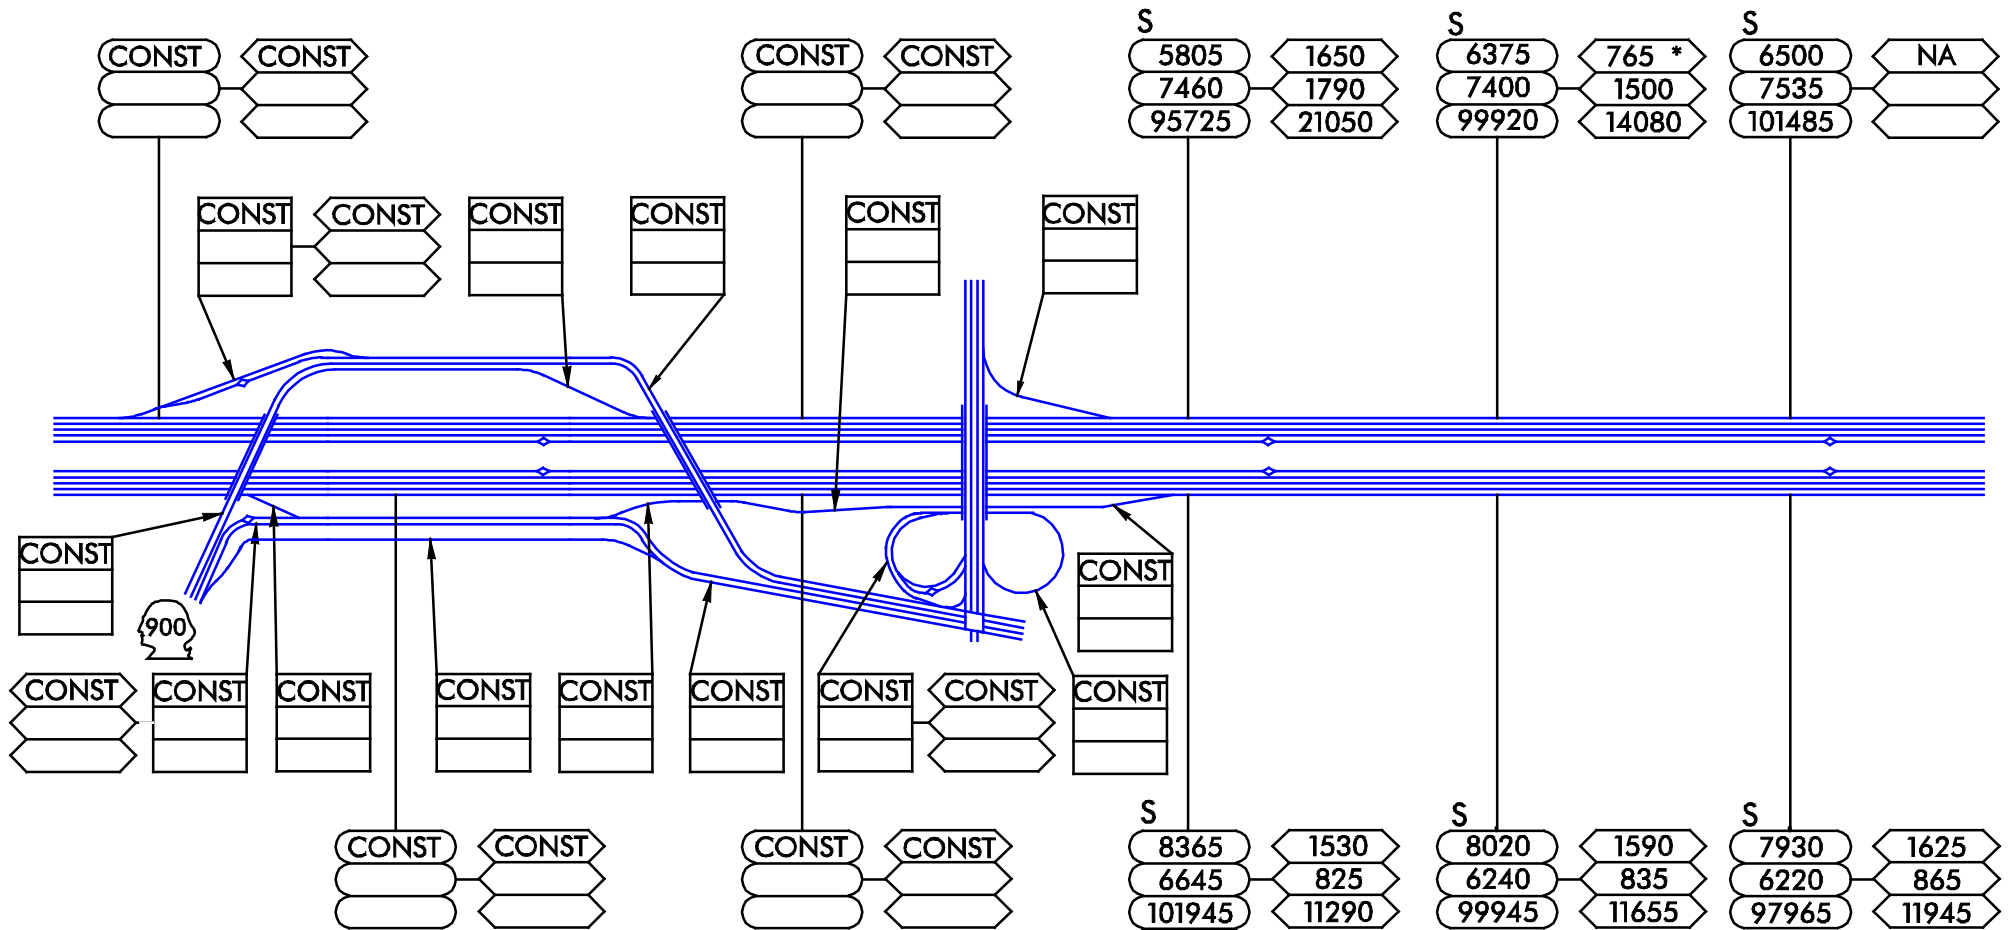 S S S
CONST CONST CONST CONST 5805 1650 6375 765 * 6500 NA
7460 1790 7400 1500 7535
95725 21050 99920 14080 101485
CONST CONST CONST CONST CONST CONST
CONST
CONST
900
CONST CONST CONST CONST CONST CONST CONST CONST CONST
S S S
CONST CONST CONST CONST 8365 1530 8020 1590 7930 1625
6645 825 6240 835 6220 865
101945 11290 99945 11655 97965 11945